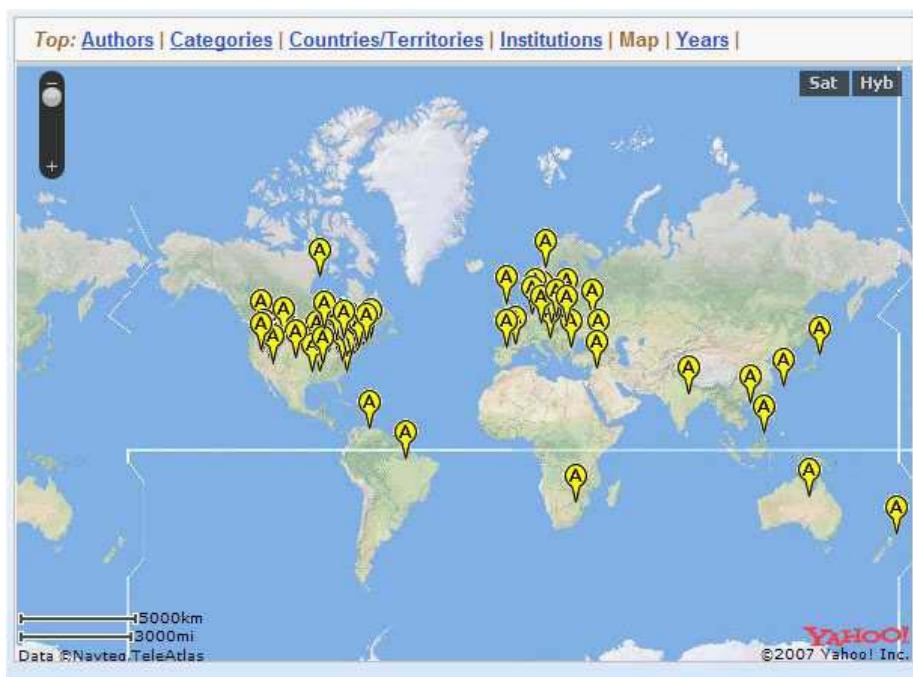 Top: Authors | Categories | Countries/Territories | Institutions | Map | Years |
Sat Hyb
5000km
3000mi
Data ©Navteq,TeleAtlas
YAHOO!
©2007 Yahoo! Inc.